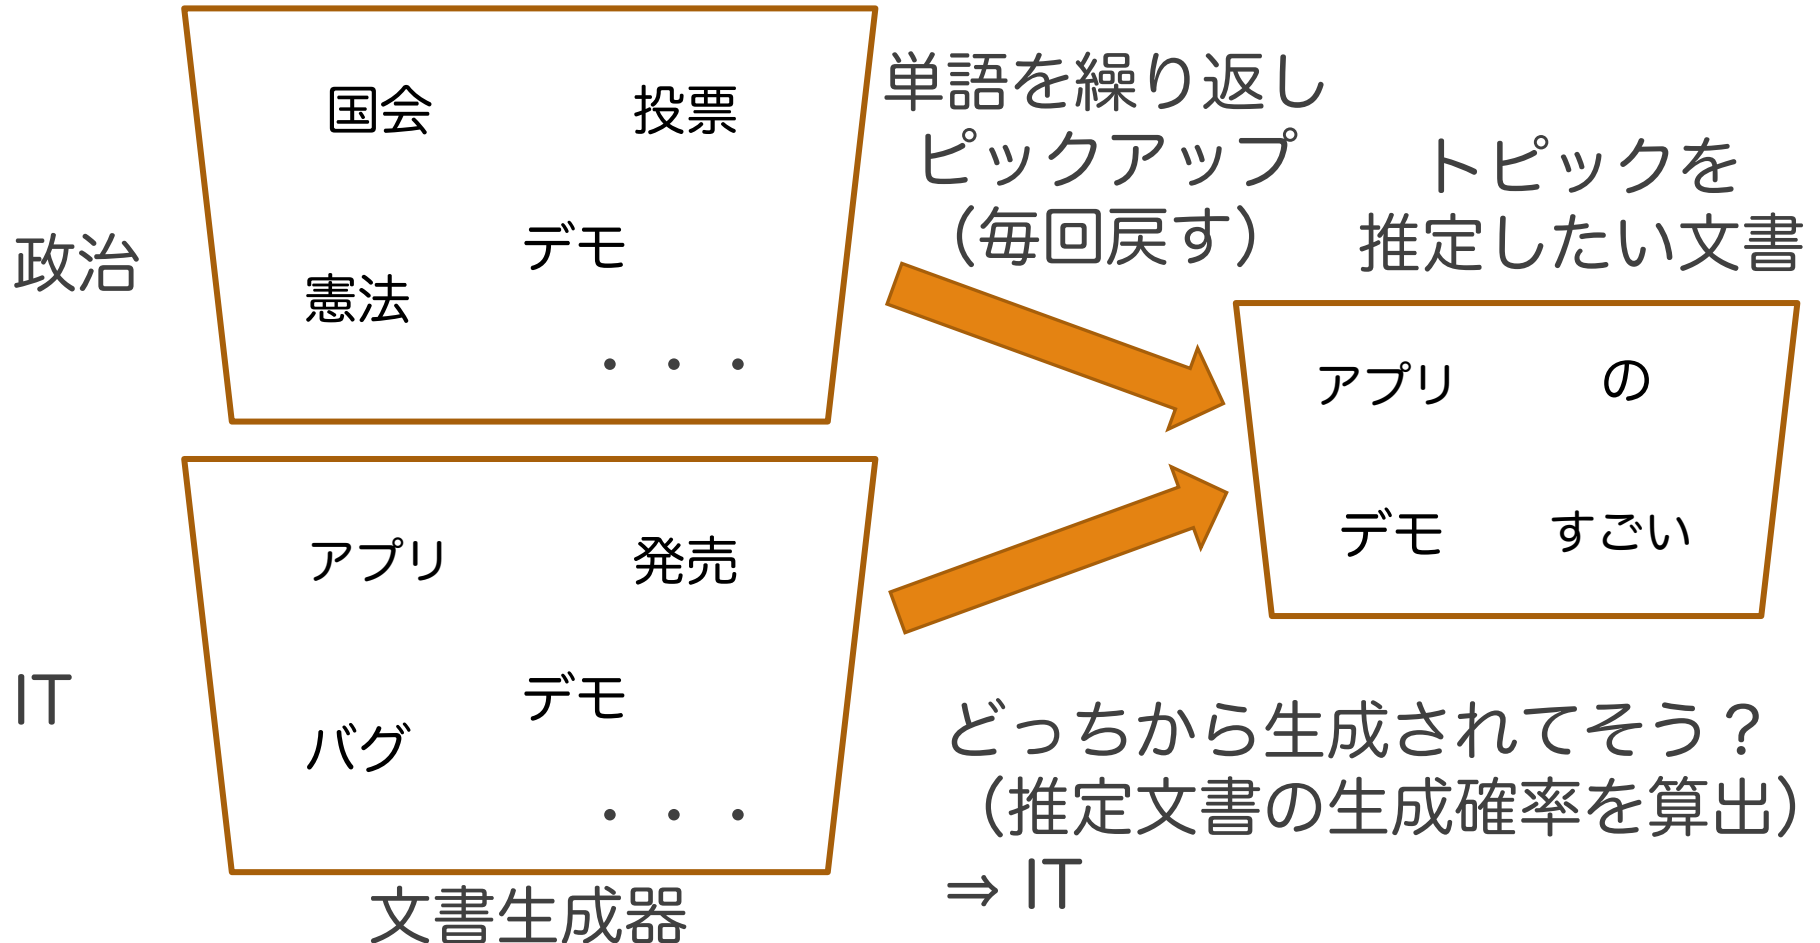 政治
国会 投票
デモ
憲法
・・・
IT
アプリ 発売
デモ
バグ
・・・
文書生成器
単語を繰り返し
ピックアップ
（毎回戻す）
トピックを
推定したい文書
アプリ の
デモ すごい
どっちから生成されてそう？
（推定文書の生成確率を算出）
⇒ IT